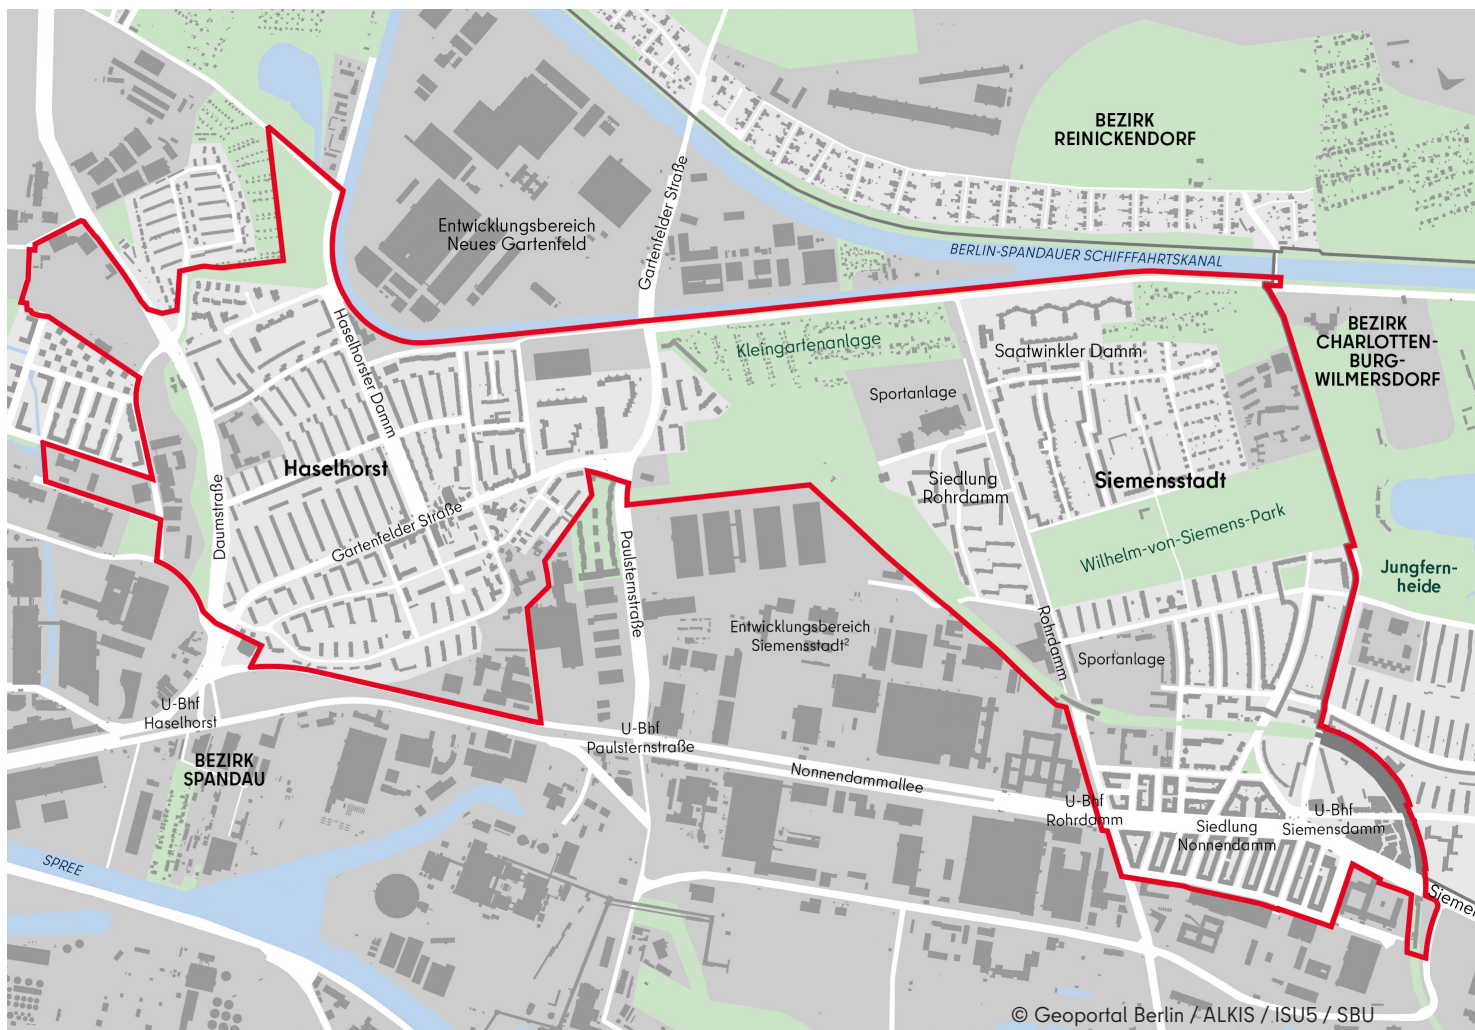 BEZIRK
REINICKENDORF
Gartenfelder Straße
Entwicklungsbereich
Neues Gartenfeld
BERLIN-SPANDAUER SCHIFFFAHRTSKANAL
BEZIRK
CHARLOTTEN-
BURG-
WILMERSDORF
Haselhorster Damm
Kleingartenanlage
Saatwinkler Damm
Sportanlage
Haselhorst
Siedlung
Rohrdamm
Siemensstadt
Daumstraße
Gartenfelder Straße
Wilhelm-von-Siemens-Park
Paulsternstraße
Jungfern-
heide
Entwicklungsbereich
Siemensstadt²
Rohrdamm
Sportanlage
U-Bhf
Haselhorst
U-Bhf
Paulsternstraße
BEZIRK
SPANDAU
Nonnendammallee
U-Bhf
Rohrdamm
Siedlung
Nonnendamm
U-Bhf
Siemensdamm
SPREE
Siemen
© Geoportal Berlin / ALKIS / ISU5 / SBU